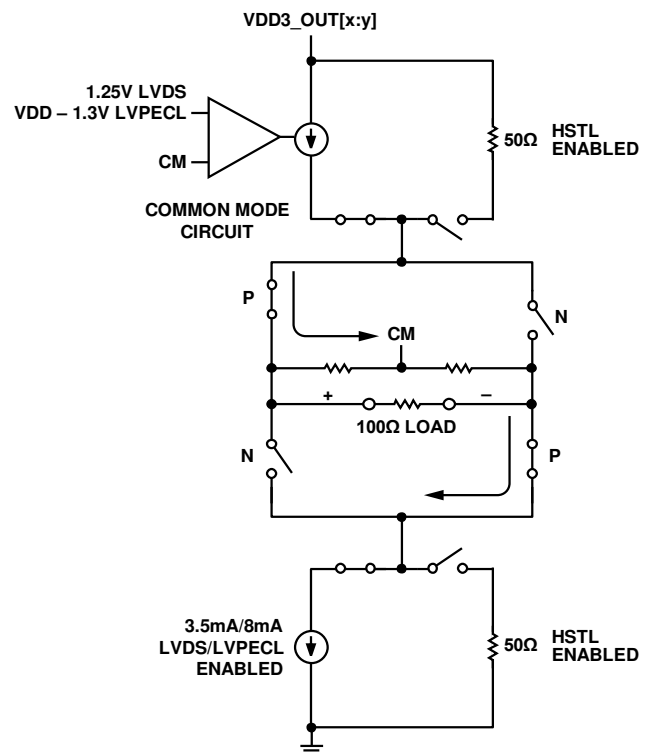 VDD3_OUT[x:y]
1.25V LVDS
VDD – 1.3V LVPECL
CM
COMMON MODE
CIRCUIT
50Ω
HSTL
ENABLED
P
N
CM
+
–
100Ω LOAD
N
P
3.5mA/8mA
LVDS/LVPECL
ENABLED
50Ω
HSTL
ENABLED